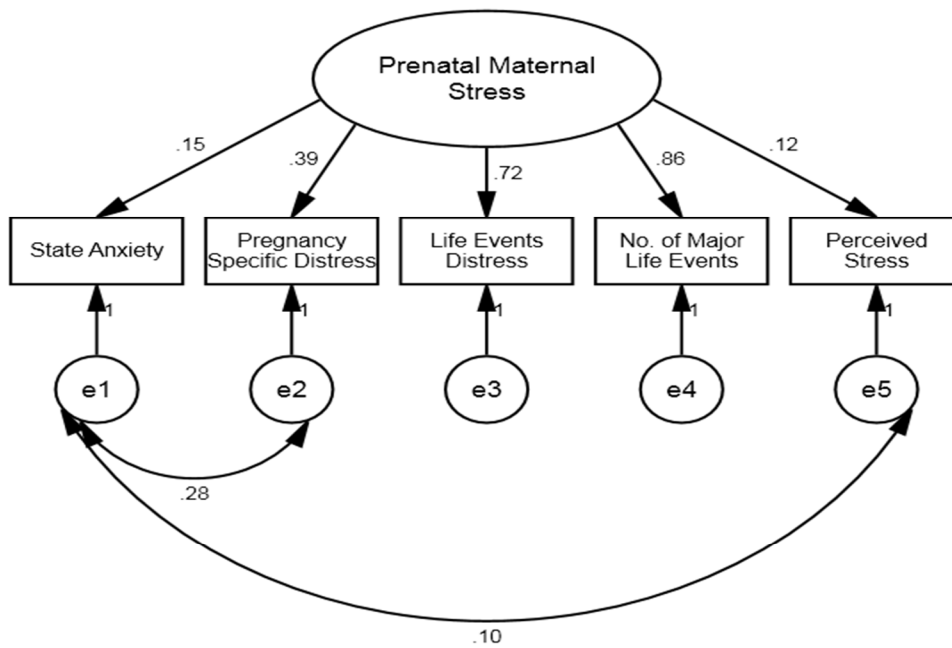 Prenatal Maternal
Stress
.15
.39
.72
.86
.12
State Anxiety
Pregnancy
Specific Distress
Life Events
Distress
No. of Major
Life Events
Perceived
Stress
1
1
1
1
1
e1
e2
e3
e4
e5
.28
.10